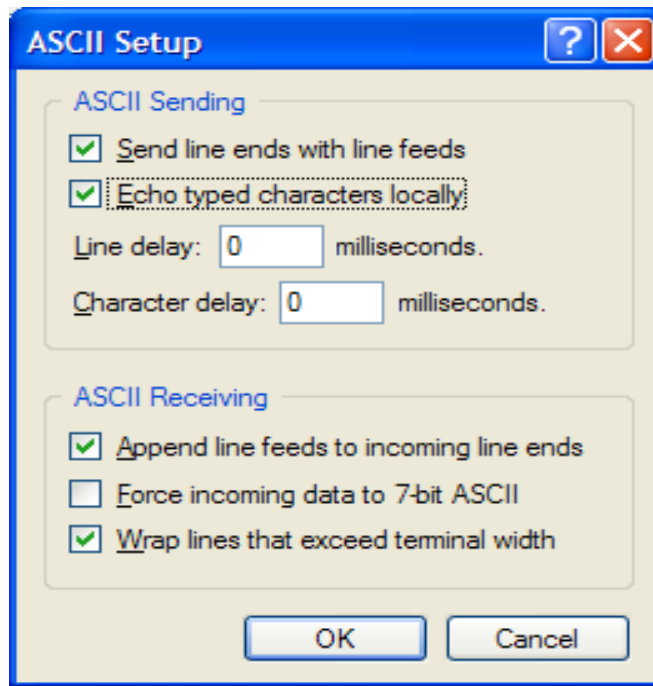 ASCII Setup
ASCII Sending
Send line ends with line feeds
Echo typed characters locally
Line delay: 0 milliseconds.
Character delay: 0 milliseconds.
ASCII Receiving
Append line feeds to incoming line ends
Force incoming data to 7-bit ASCII
Wrap lines that exceed terminal width
OK Cancel